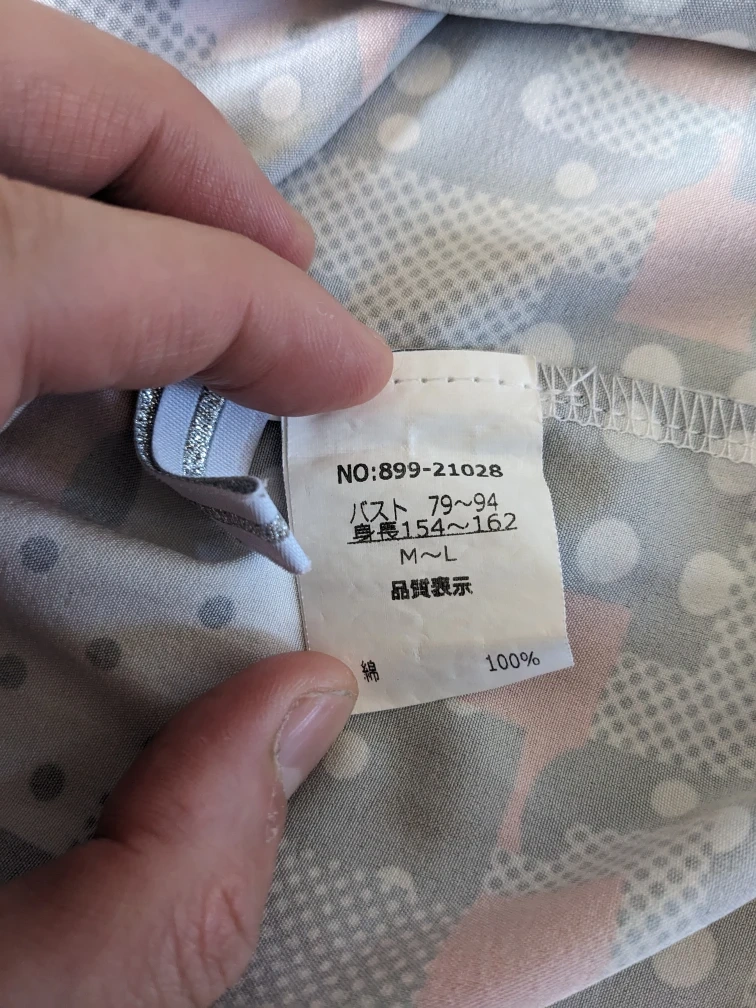 NO:899-21028
バスト 79～94
身長154～162
M～L
品質表示
綿 100%